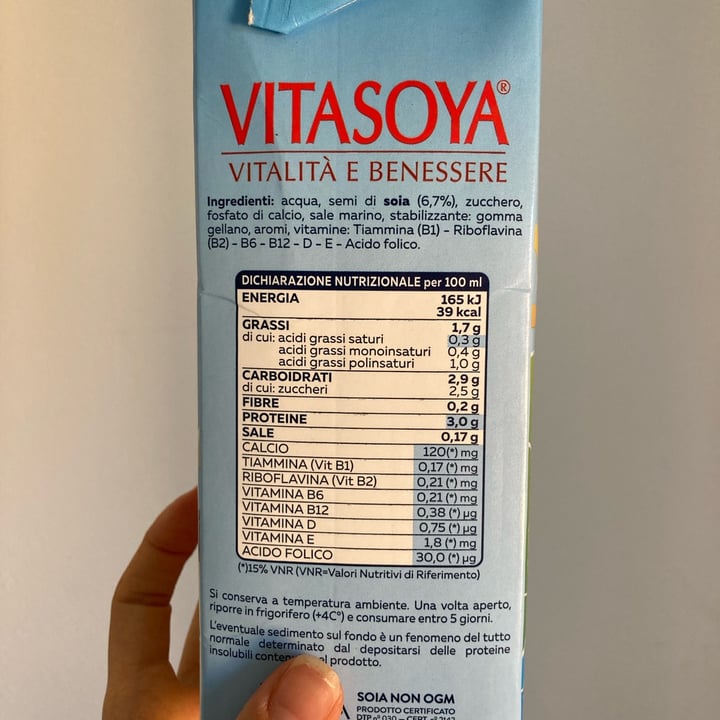 VITASOYA®
VITALITÀ E BENESSERE
Ingredienti: acqua, semi di soia (6,7%), zucchero,
fosfato di calcio, sale marino, stabilizzante: gomma
gellano, aromi, vitamine: Tiammina (B1) - Riboflavina
(B2) - B6 - B12 - D - E - Acido folico.
DICHIARAZIONE NUTRIZIONALE per 100 ml
ENERGIA 165 kJ
39 kcal
GRASSI 1,7 g
di cui: acidi grassi saturi 0,3 g
acidi grassi monoinsaturi 0,4 g
acidi grassi polinsaturi 1,0 g
CARBOIDRATI 2,9 g
di cui: zuccheri 2,5 g
FIBRE 0,2 g
PROTEINE 3,0 g
SALE 0,17 g
CALCIO 120(*) mg
TIAMMINA (Vit B1) 0,17 (*) mg
RIBOFLAVINA (Vit B2) 0,21 (*) mg
VITAMINA B6 0,21 (*) mg
VITAMINA B12 0,38 (*) µg
VITAMINA D 0,75 (*) µg
VITAMINA E 1,8 (*) mg
ACIDO FOLICO 30,0 (*) µg
(*)15% VNR (VNR=Valori Nutritivi di Riferimento)
Si conserva a temperatura ambiente. Una volta aperto,
riporre in frigorifero (+4C°) e consumare entro 5 giorni.
L'eventuale sedimento sul fondo è un fenomeno del tutto
normale determinato dal depositarsi delle proteine
insolubili prodotto.
SOIA NON OGM
PRODOTTO CERTIFICATO
DTP n° 030 - CERT. n° 2142